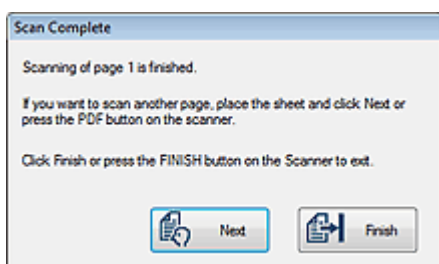 Scan Complete
Scanning of page 1 is finished.
If you want to scan another page, place the sheet and click Next or
press the PDF button on the scanner.
Click Finish or press the FINISH button on the Scanner to exit.
Next
Finish